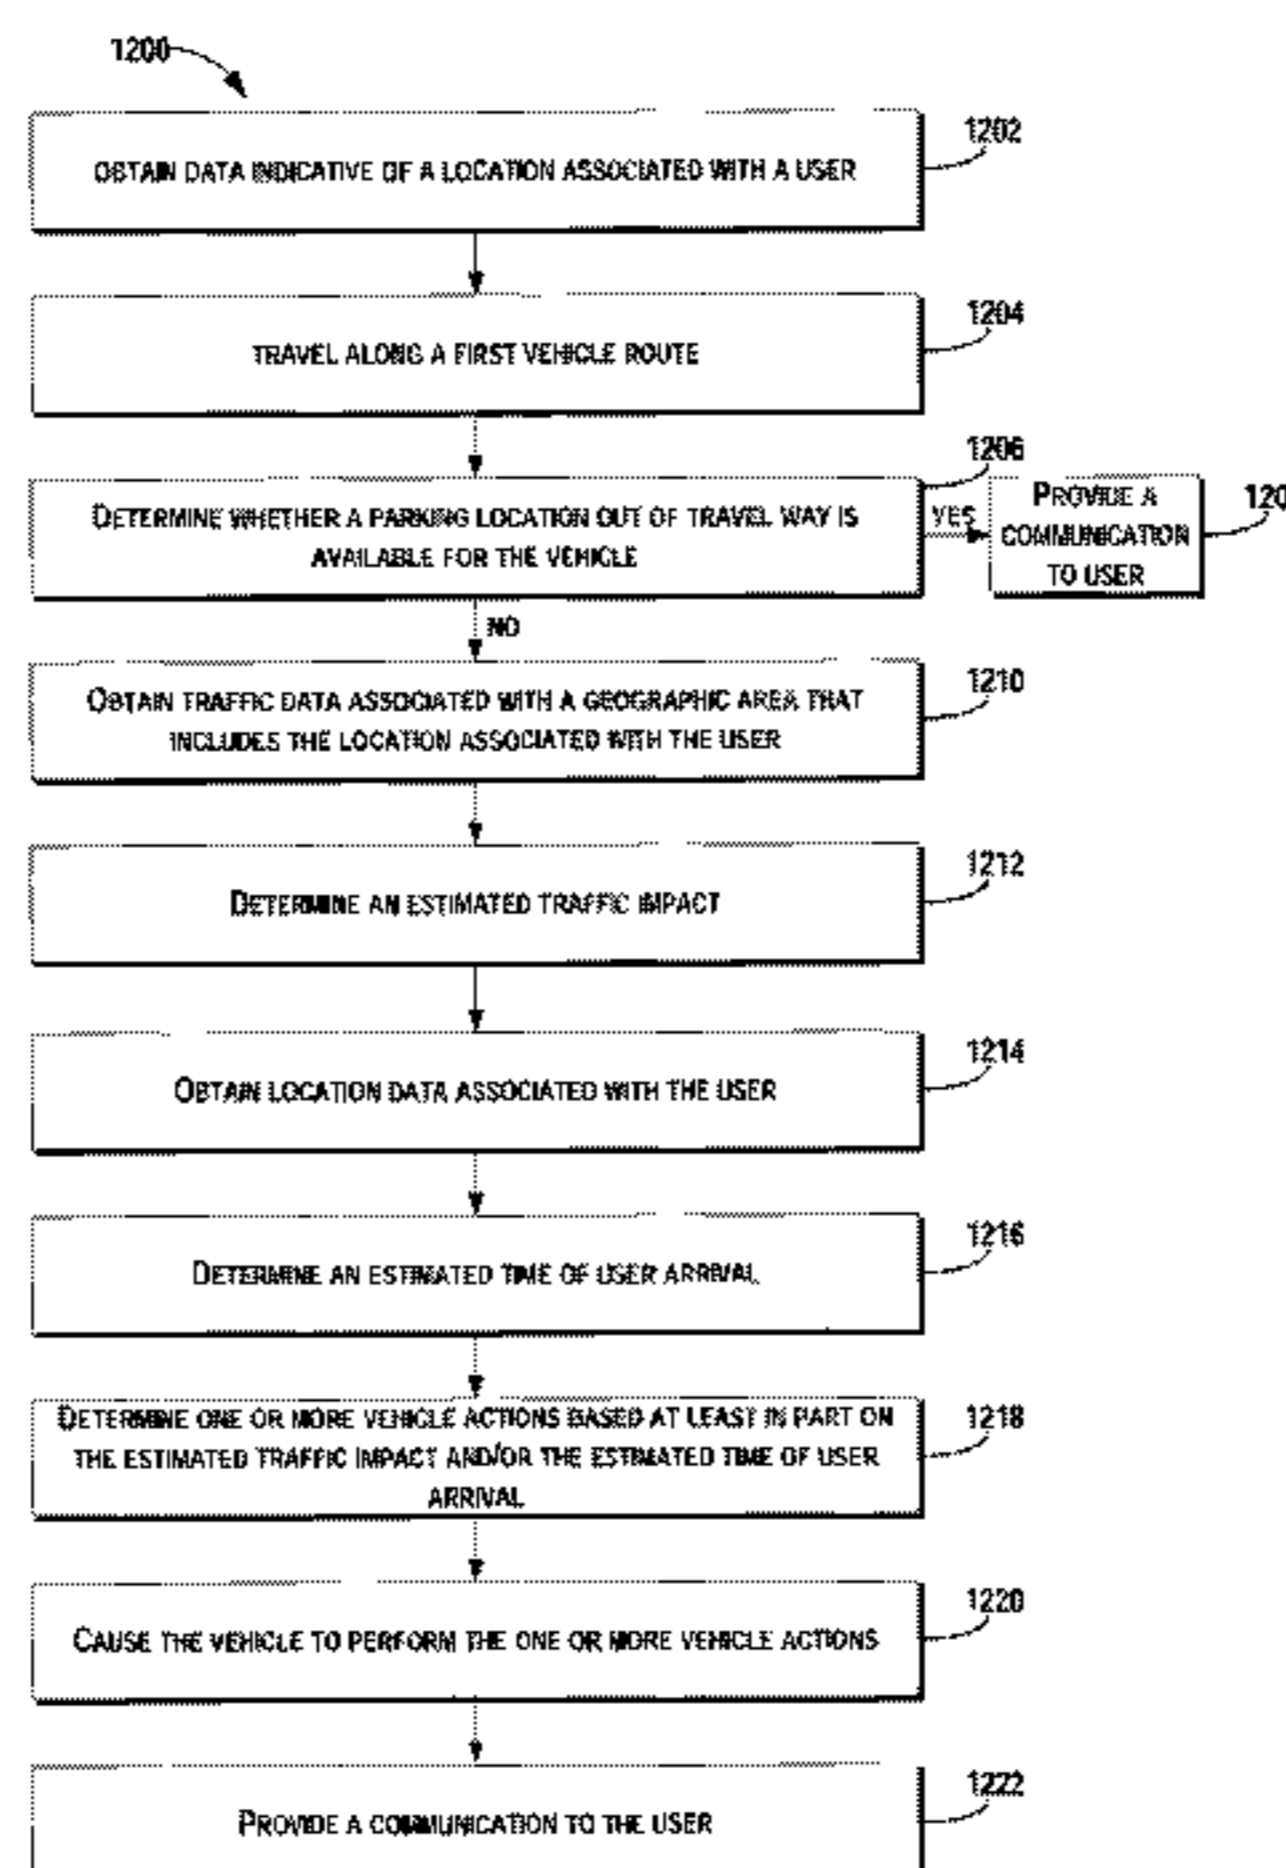 1200
1202
OBTAIN DATA INDICATIVE OF A LOCATION ASSOCIATED WITH A USER
1204
TRAVEL ALONG A FIRST VEHICLE ROUTE
1206
DETERMINE WHETHER A PARKING LOCATION OUT OF TRAVEL WAY IS
AVAILABLE FOR THE VEHICLE
YES
PROVIDE A
COMMUNICATION
TO USER
NO
1210
OBTAIN TRAFFIC DATA ASSOCIATED WITH A GEOGRAPHIC AREA THAT
INCLUDES THE LOCATION ASSOCIATED WITH THE USER
1212
DETERMINE AN ESTIMATED TRAFFIC IMPACT
1214
OBTAIN LOCATION DATA ASSOCIATED WITH THE USER
1216
DETERMINE AN ESTIMATED TIME OF USER ARRIVAL
1218
DETERMINE ONE OR MORE VEHICLE ACTIONS BASED AT LEAST IN PART ON
THE ESTIMATED TRAFFIC IMPACT AND/OR THE ESTIMATED TIME OF USER
ARRIVAL
1220
CAUSE THE VEHICLE TO PERFORM THE ONE OR MORE VEHICLE ACTIONS
1222
PROVIDE A COMMUNICATION TO THE USER